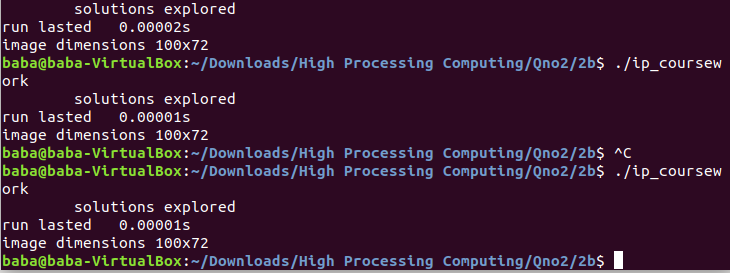 solutions explored
run lasted   0.00002s
image dimensions 100x72
baba@baba-VirtualBox:~/Downloads/High Processing Computing/Qno2/2b$ ./ip_coursew
ork
        solutions explored
run lasted   0.00001s
image dimensions 100x72
baba@baba-VirtualBox:~/Downloads/High Processing Computing/Qno2/2b$ ^C
baba@baba-VirtualBox:~/Downloads/High Processing Computing/Qno2/2b$ ./ip_coursew
ork
        solutions explored
run lasted   0.00001s
image dimensions 100x72
baba@baba-VirtualBox:~/Downloads/High Processing Computing/Qno2/2b$